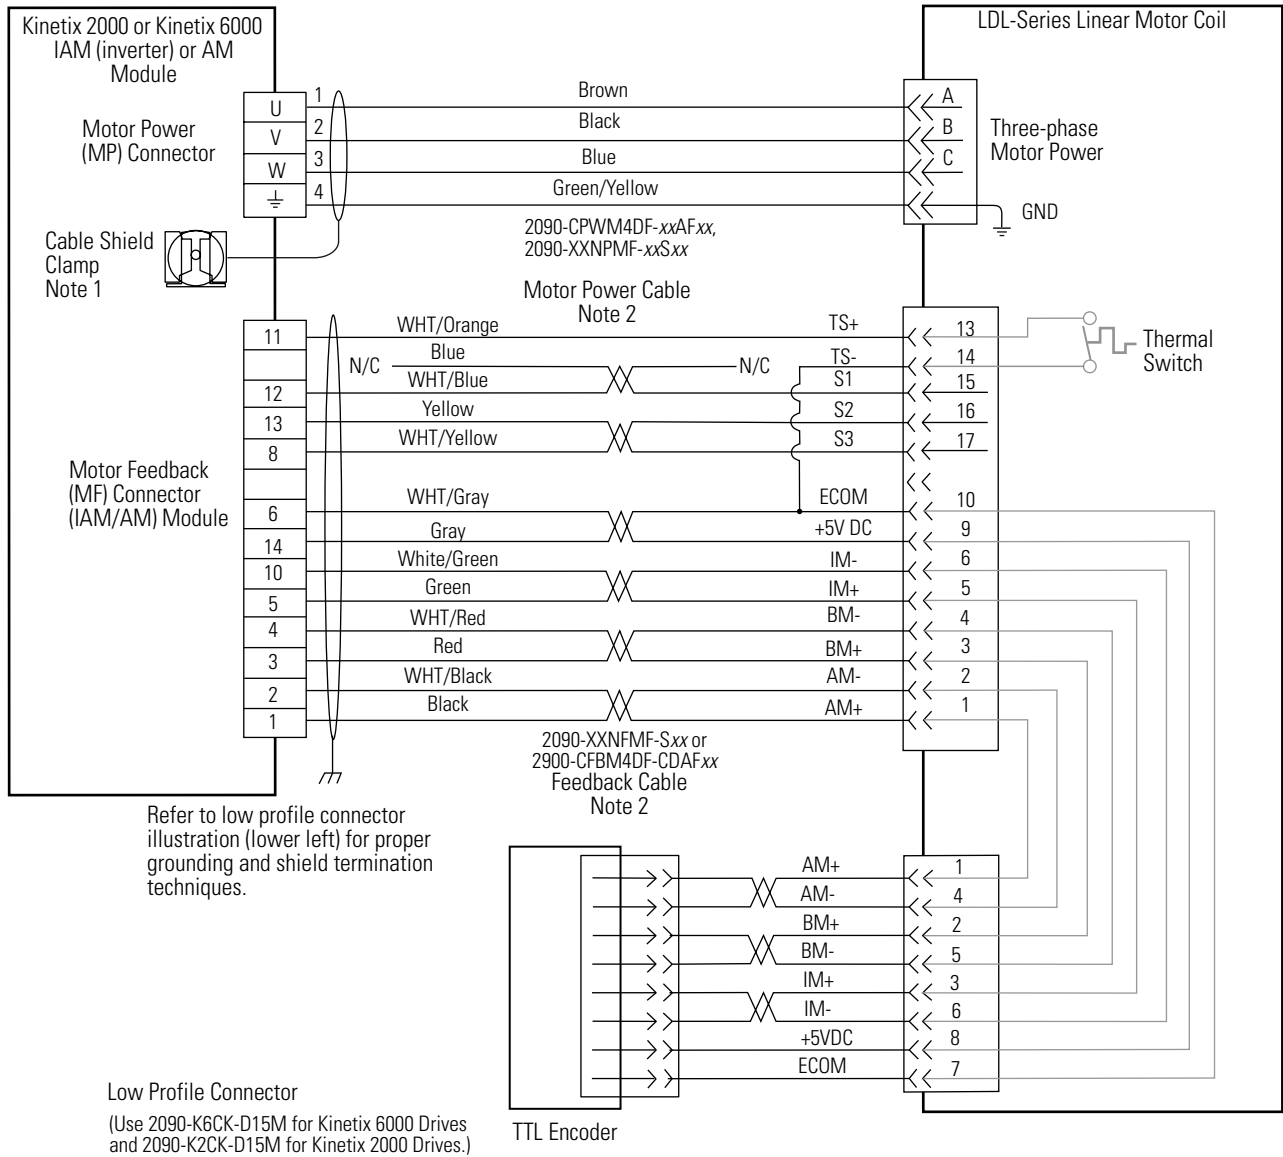 Kinetix 2000 or Kinetix 6000
IAM (inverter) or AM
Module
LDL-Series Linear Motor Coil
Motor Power
(MP) Connector
U
V
W
1
2
3
4
Brown
Black
Blue
Green/Yellow
A
B
C
Three-phase
Motor Power
GND
2090-CPWM4DF-xxAFxx,
2090-XXNPMF-xxSxx
Cable Shield
Clamp
Note 1
Motor Power Cable
Note 2
11
WHT/Orange
TS+
13
Thermal
Switch
N/C
Blue
N/C
TS-
14
12
WHT/Blue
S1
15
13
Yellow
S2
16
8
WHT/Yellow
S3
17
Motor Feedback
(MF) Connector
(IAM/AM) Module
6
WHT/Gray
ECOM
10
14
Gray
+5V DC
9
10
White/Green
IM-
6
5
Green
IM+
5
4
WHT/Red
BM-
4
3
Red
BM+
3
2
WHT/Black
AM-
2
1
Black
AM+
1
2090-XXNFMF-Sxx or
2900-CFBM4DF-CDAFxx
Feedback Cable
Note 2
Refer to low profile connector
illustration (lower left) for proper
grounding and shield termination
techniques.
AM+
1
AM-
4
BM+
2
BM-
5
IM+
3
IM-
6
+5VDC
8
ECOM
7
TTL Encoder
Low Profile Connector
(Use 2090-K6CK-D15M for Kinetix 6000 Drives
and 2090-K2CK-D15M for Kinetix 2000 Drives.)